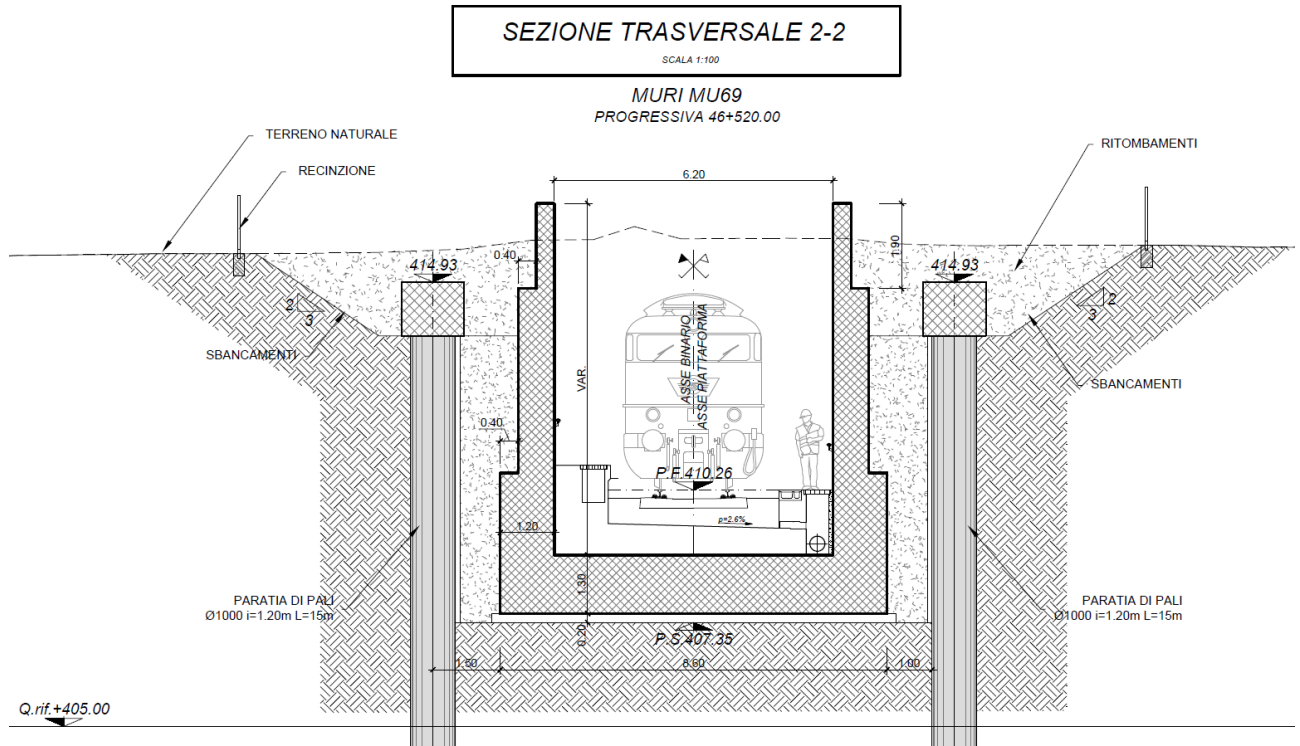 SEZIONE TRASVERSALE 2-2
SCALA 1:100
MURI MU69
PROGRESSIVA 46+520.00
TERRENO NATURALE
RECINZIONE
RITOMBAMENTI
6.20
1.90
0.40
414.93
414.93
2
3
2
3
SBANCAMENTI
SBANCAMENTI
VAR.
ASSE BINARIO
ASSE PIATTAFORMA
0.40
P.F.410.26
p=2.6%
1.20
1.30
PARATIA DI PALI
Ø1000 i=1.20m L=15m
PARATIA DI PALI
Ø1000 i=1.20m L=15m
0.20
P.S.407.35
1.50
8.60
1.00
Q.rif.+405.00